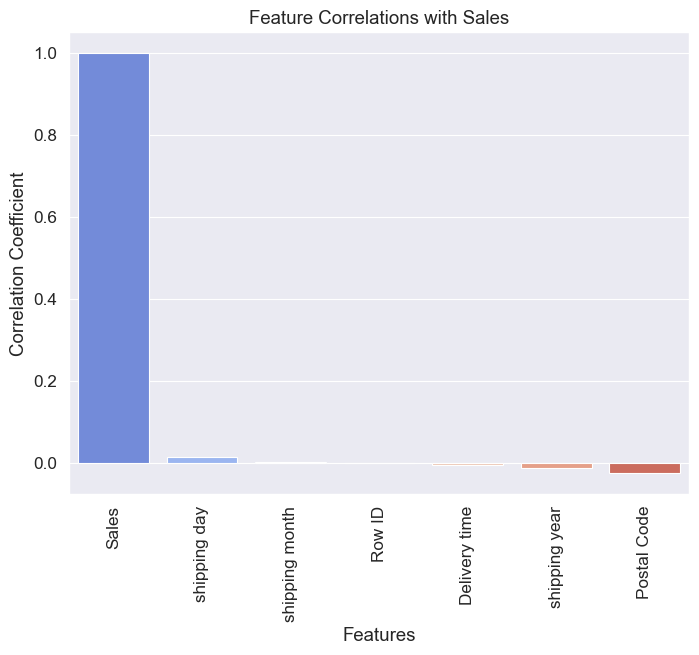 Feature Correlations with Sales
Correlation Coefficient
1.0
0.8
0.6
0.4
0.2
0.0
Sales
shipping day
shipping month
Row ID
Delivery time
shipping year
Postal Code
Features